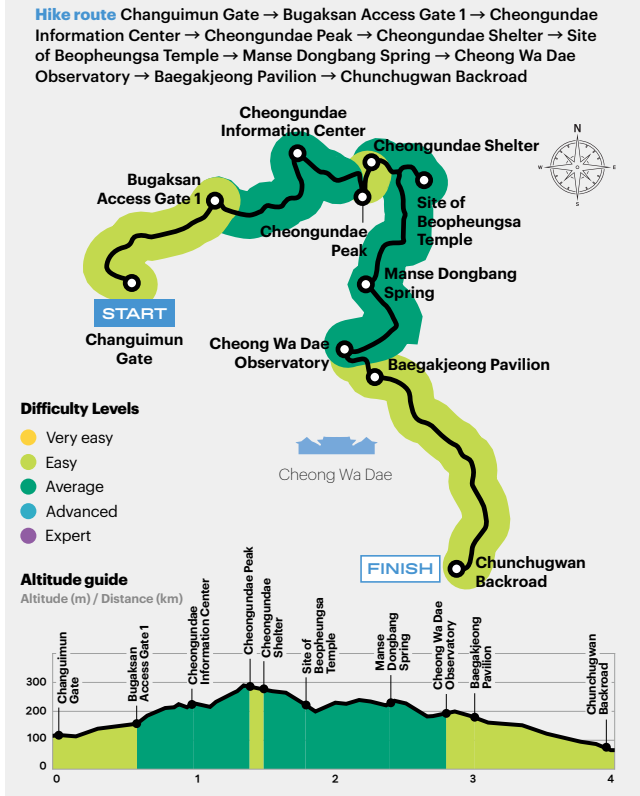 Hike route Changuimun Gate → Bugaksan Access Gate 1 → Cheongundae
Information Center → Cheongundae Peak → Cheongundae Shelter → Site
of Beopheungsa Temple → Manse Dongbang Spring → Cheong Wa Dae
Observatory → Baegakjeong Pavilion → Chunchugwan Backroad
Cheongundae
Information Center
Cheongundae Shelter
N
W
E
S
Bugaksan
Access Gate 1
Site of
Beopheungsa
Temple
Cheongundae
Peak
Manse Dongbang
Spring
START
Changuimun
Gate
Cheong Wa Dae
Observatory
Baegakjeong Pavilion
Difficulty Levels
Very easy
Easy
Average
Advanced
Expert
Cheong Wa Dae
FINISH
Chunchugwan
Backroad
Altitude guide
Altitude (m) / Distance (km)
Changuimun
Gate
Bugaksan
Access Gate 1
Cheongundae
Information Center
Cheongundae Peak
Cheongundae
Shelter
Site of
Beopheungsa
Temple
Manse
Dongbang
Spring
Cheong Wa Dae
Observatory
Baegakjeong
Pavilion
Chunchugwan
Backroad
300
200
100
0
0
1
2
3
4